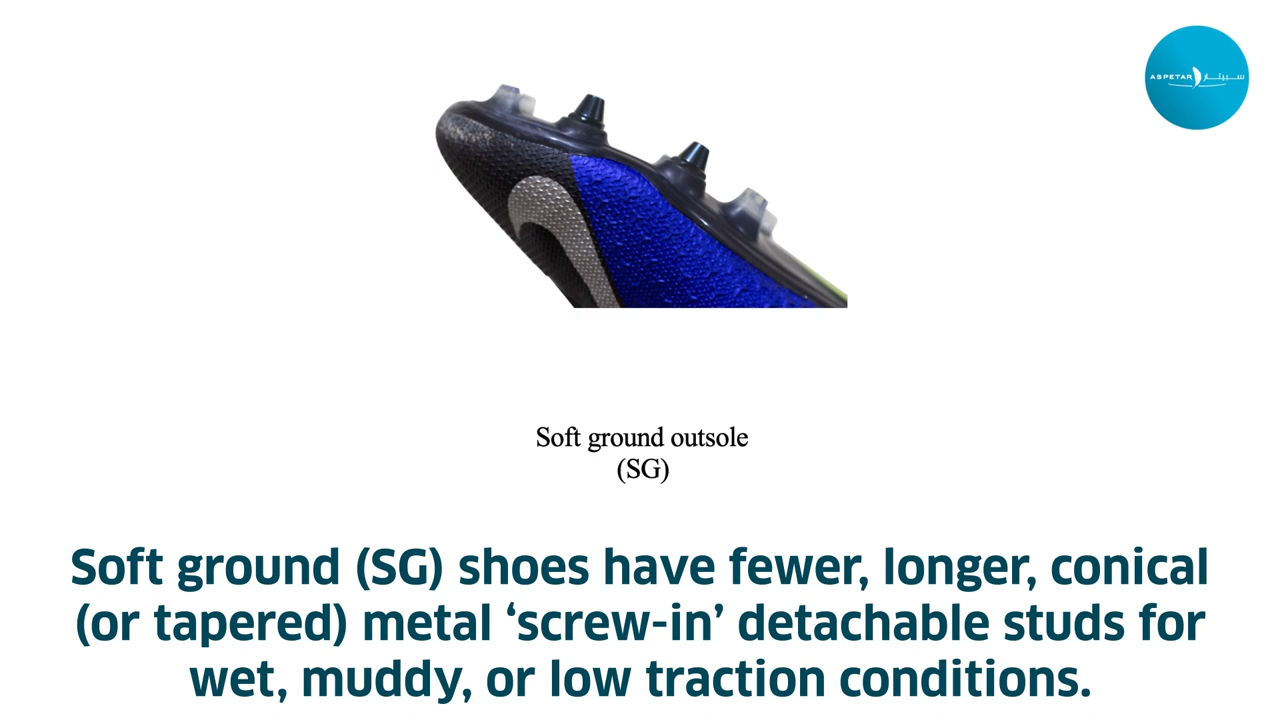 ASPETAR سبيتار
Soft ground outsole
(SG)
Soft ground (SG) shoes have fewer, longer, conical
(or tapered) metal ‘screw-in’ detachable studs for
wet, muddy, or low traction conditions.